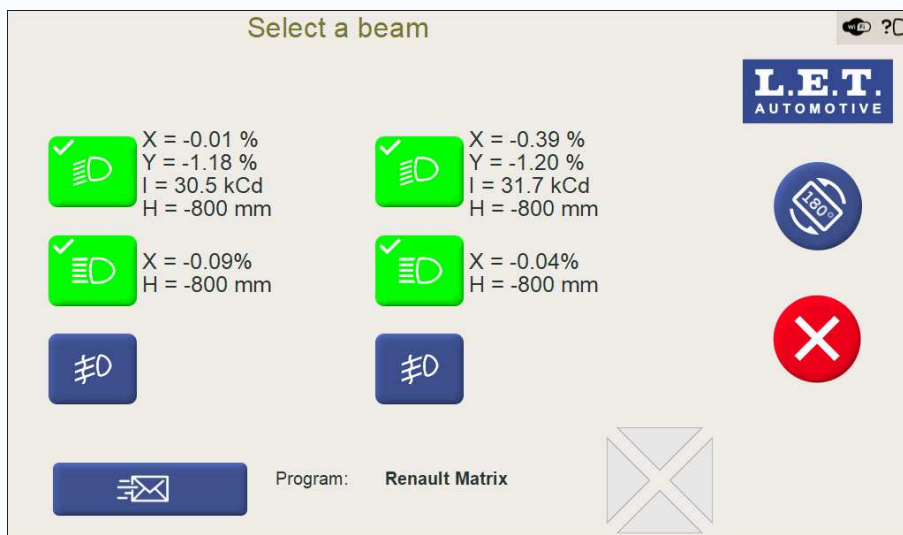 Select a beam
WiFi
?
L.E.T.
AUTOMOTIVE
X = -0.01 %
Y = -1.18 %
I = 30.5 kCd
H = -800 mm
X = -0.39 %
Y = -1.20 %
I = 31.7 kCd
H = -800 mm
180°
X = -0.09%
H = -800 mm
X = -0.04%
H = -800 mm
Program: Renault Matrix